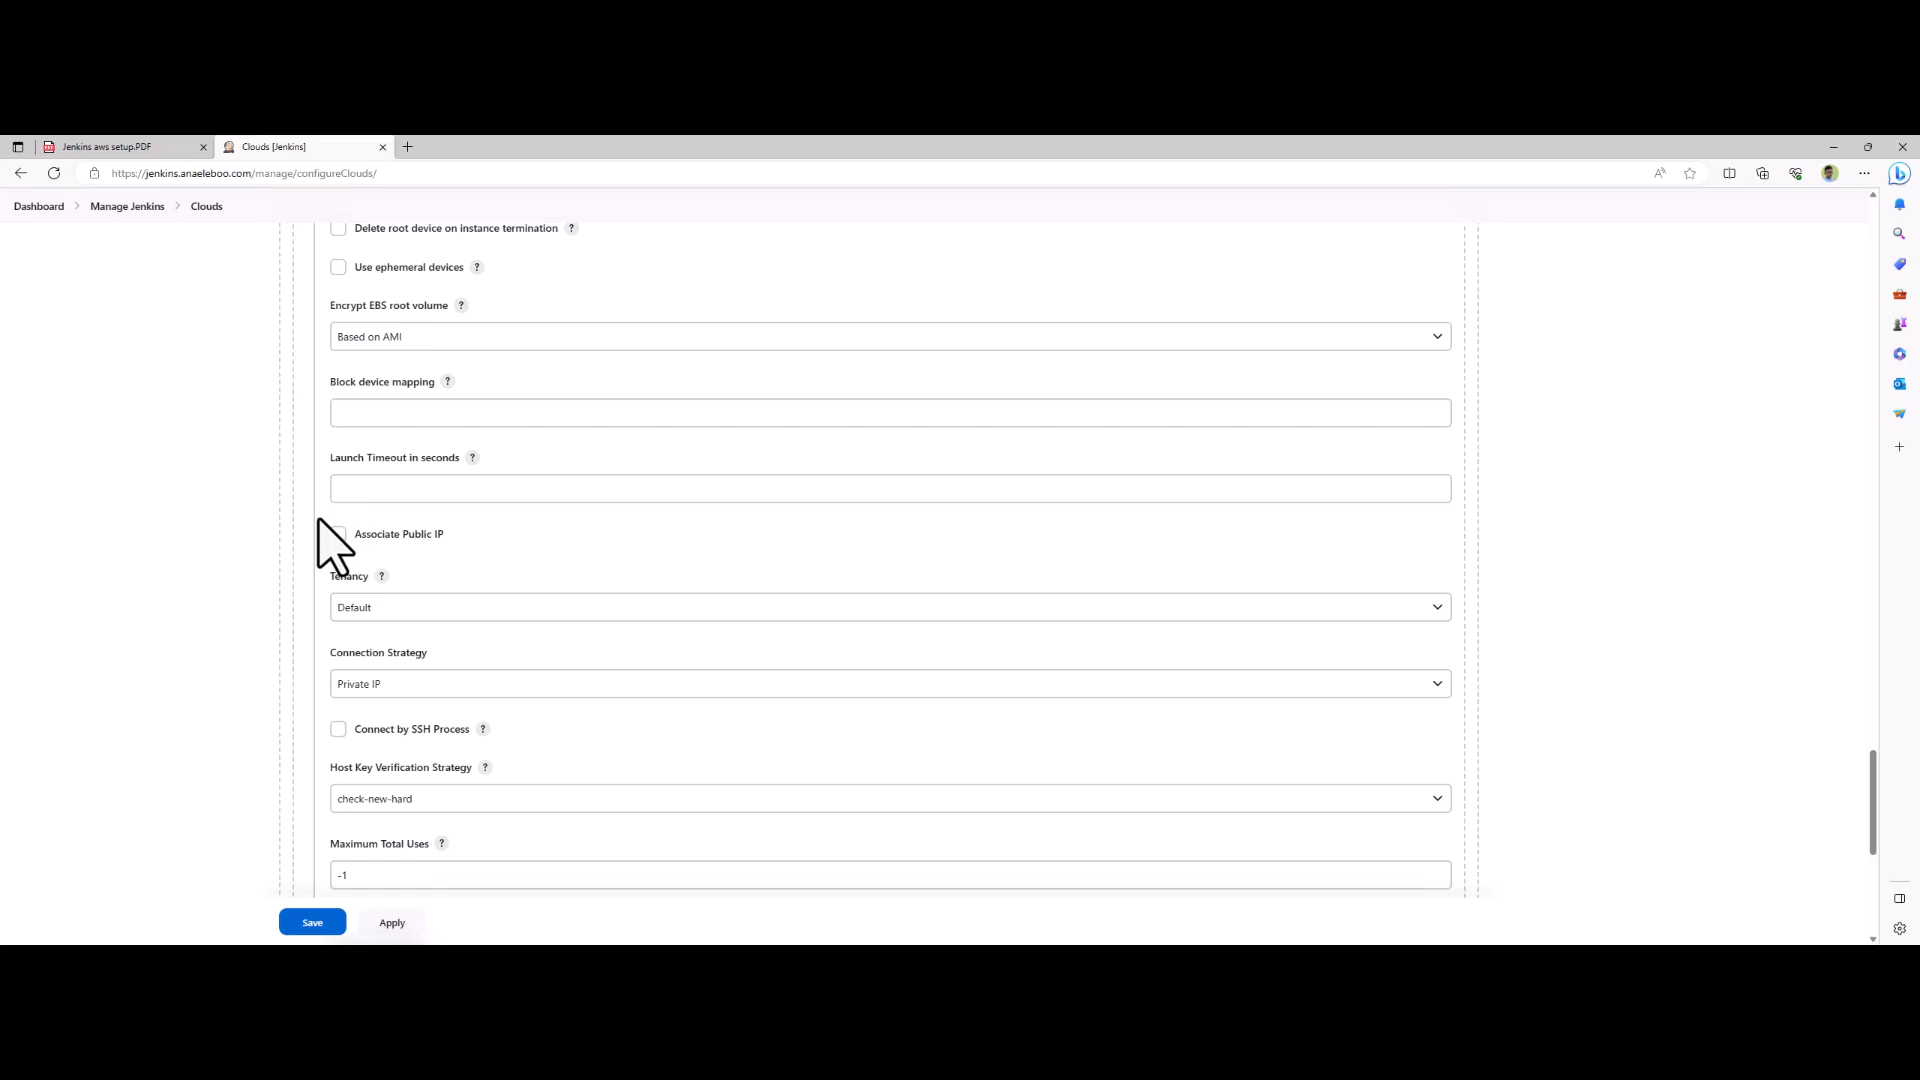 Jenkins aws setup.PDF
Clouds [Jenkins]
https://jenkins.anaeleboo.com/manage/configureClouds/
Dashboard > Manage Jenkins > Clouds
Delete root device on instance termination ?
Use ephemeral devices ?
Encrypt EBS root volume ?
Based on AMI
Block device mapping ?
Launch Timeout in seconds ?
Associate Public IP
Tenancy ?
Default
Connection Strategy
Private IP
Connect by SSH Process ?
Host Key Verification Strategy ?
check-new-hard
Maximum Total Uses ?
-1
Save
Apply